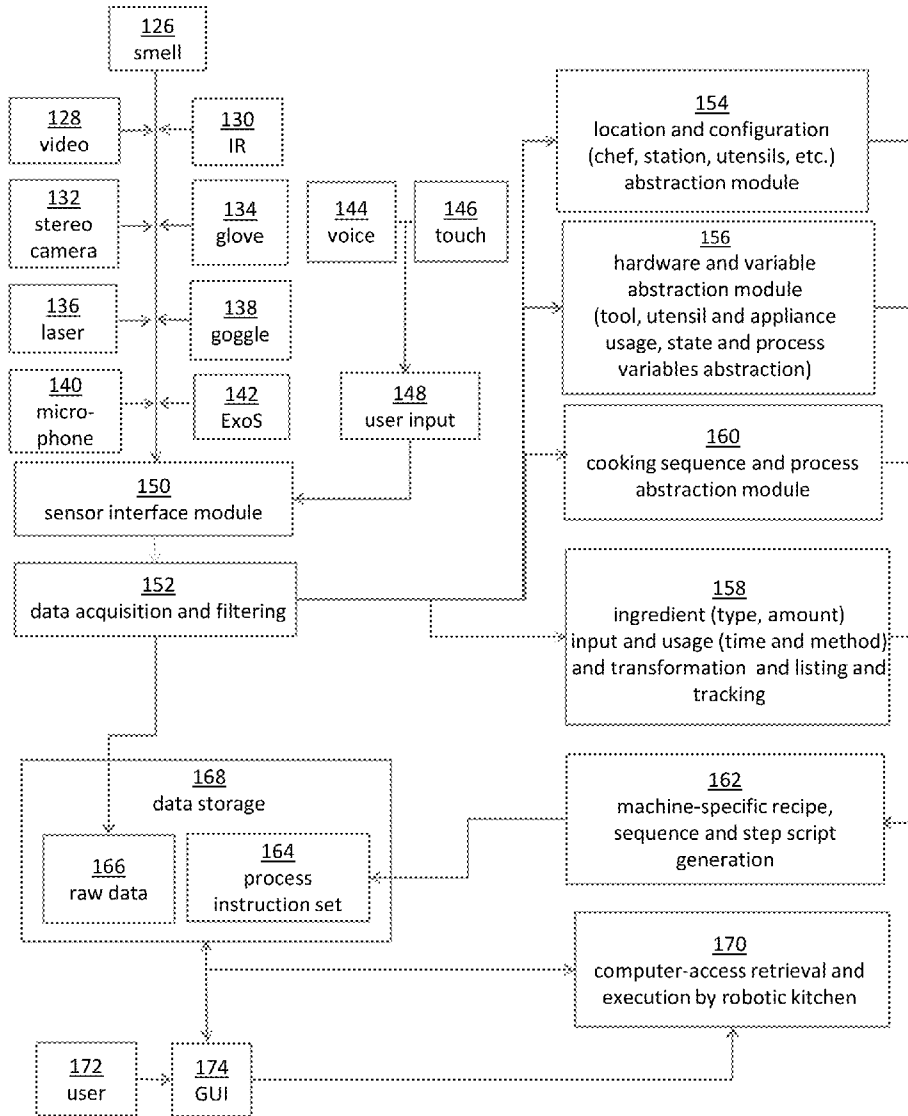 126
smell
128
video
130
IR
132
stereo
camera
134
glove
136
laser
138
goggle
140
micro-
phone
142
ExoS
144
voice
146
touch
148
user input
150
sensor interface module
152
data acquisition and filtering
154
location and configuration
(chef, station, utensils, etc.)
abstraction module
156
hardware and variable
abstraction module
(tool, utensil and appliance
usage, state and process
variables abstraction)
160
cooking sequence and process
abstraction module
158
ingredient (type, amount)
input and usage (time and method)
and transformation and listing and
tracking
168
data storage
166
raw data
164
process
instruction set
162
machine-specific recipe,
sequence and step script
generation
170
computer-access retrieval and
execution by robotic kitchen
172
user
174
GUI